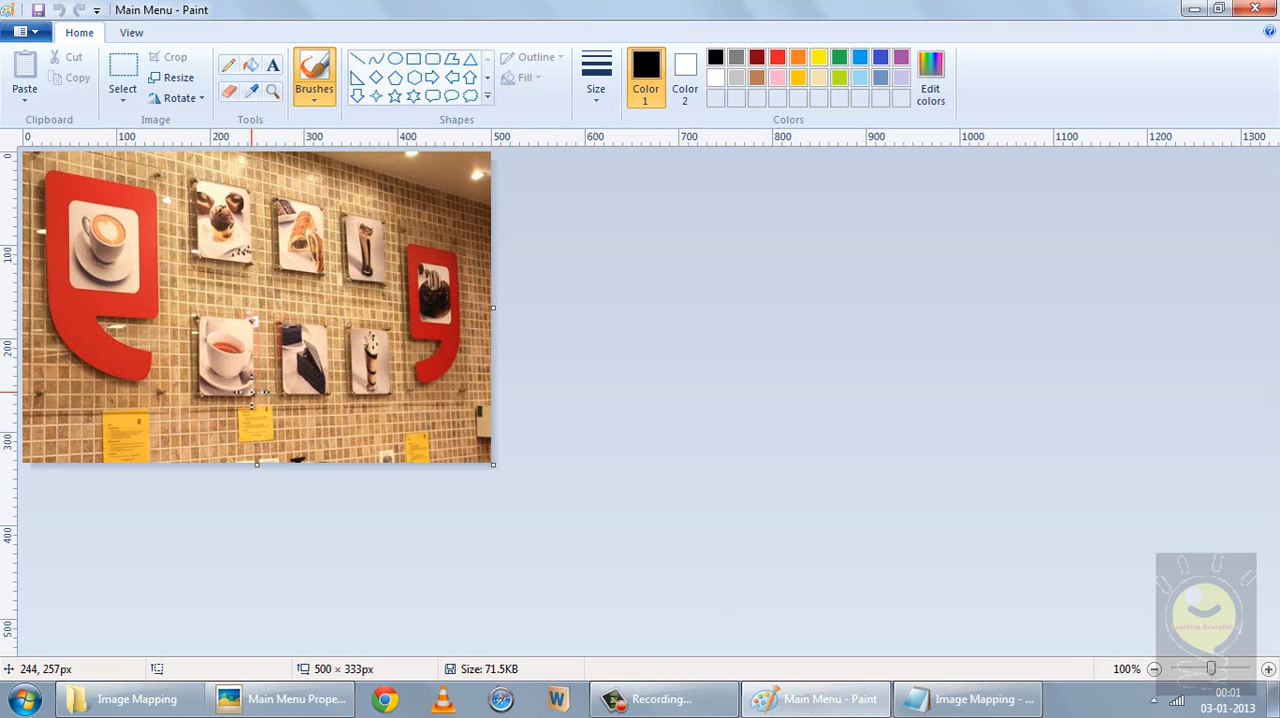 Main Menu - Paint
Home
View
Paste
Cut
Copy
Clipboard
Select
Crop
Resize
Rotate
Image
A
Tools
Brushes
Shapes
Outline
Fill
Size
Color 1
Color 2
Edit colors
Colors
0 100 200 300 400 500 600 700 800 900 1000 1100 1200 1300
0
100
200
300
400
500
Anything Everything
244, 257px
500 × 333px
Size: 71.5KB
100%
Image Mapping
Main Menu Prope...
W
Recording...
Main Menu - Paint
Image Mapping - ...
00:01
03-01-2013